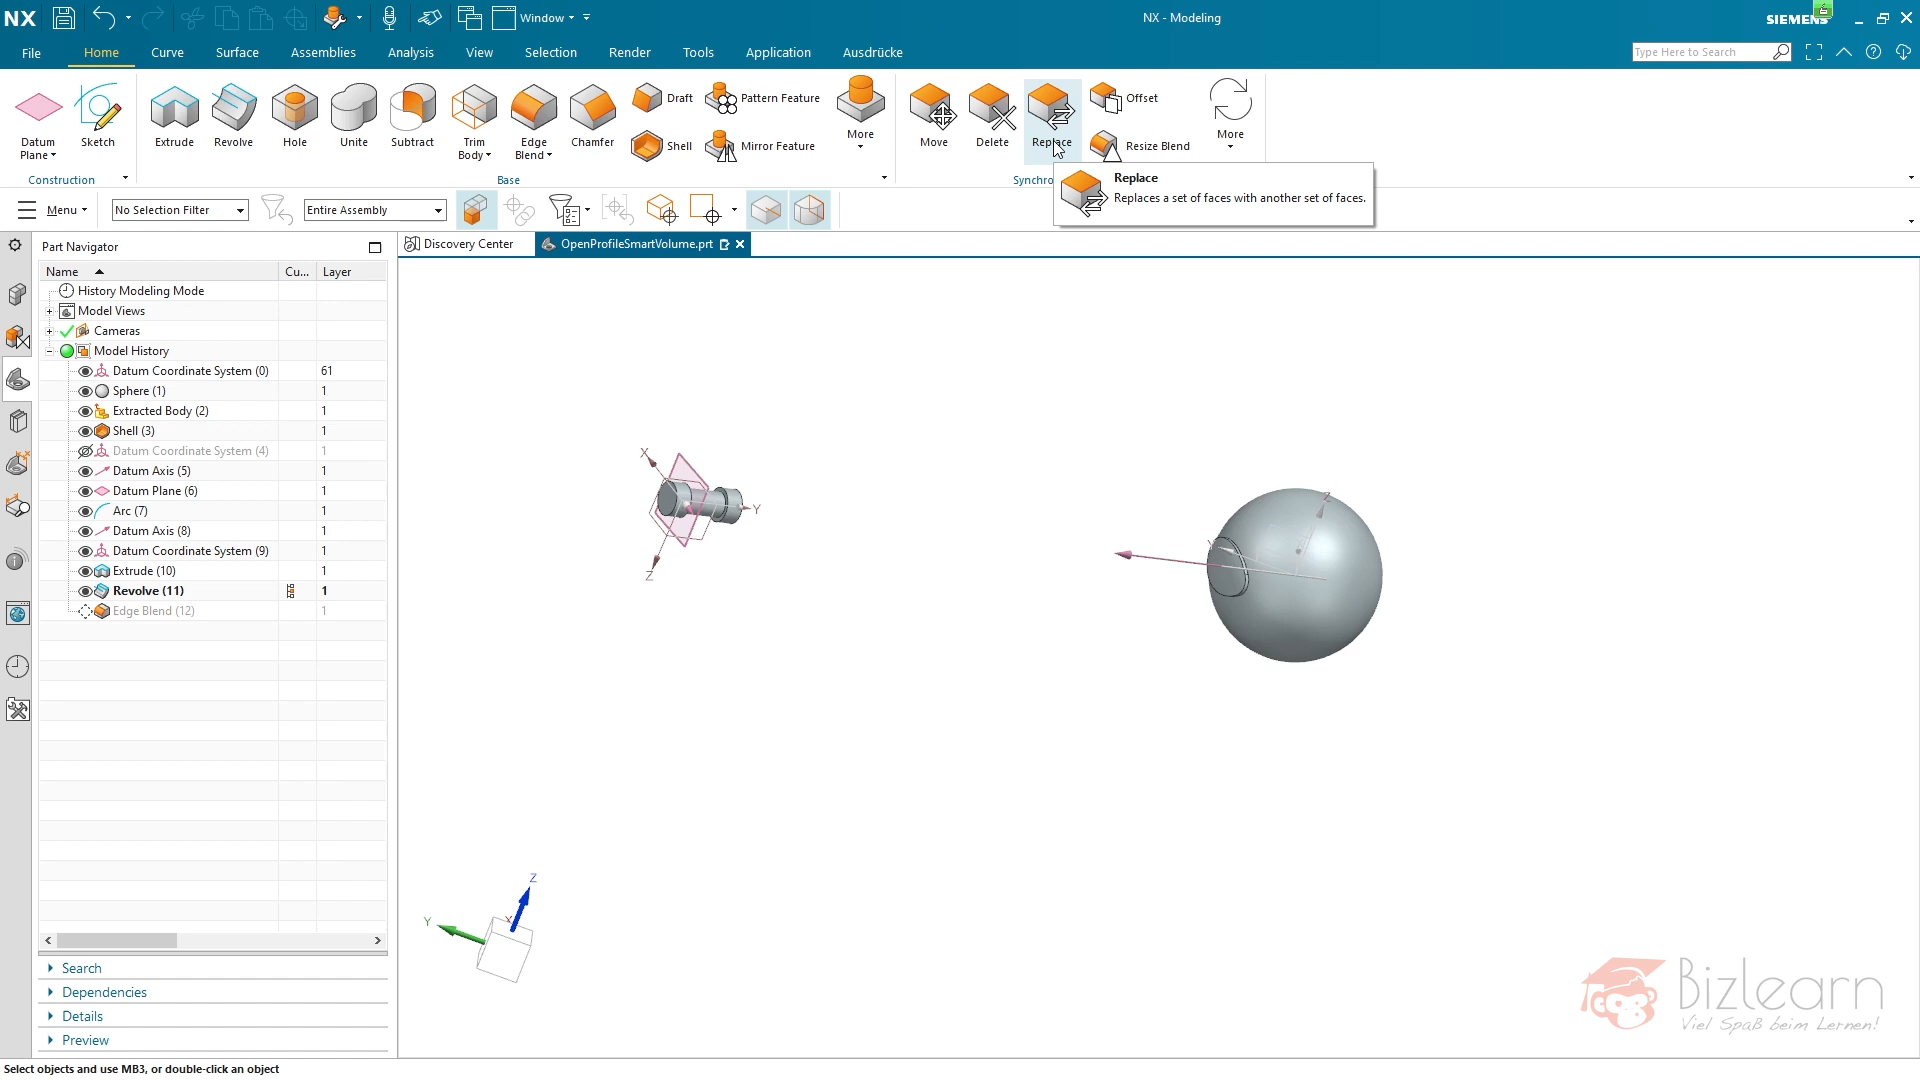 NX
Window
NX - Modeling
SIEMENS
File
Home
Curve
Surface
Assemblies
Analysis
View
Selection
Render
Tools
Application
Ausdrücke
Type Here to Search
Datum
Plane
Sketch
Construction
Extrude
Revolve
Hole
Unite
Subtract
Trim
Body
Edge
Blend
Chamfer
Draft
Shell
Pattern Feature
Mirror Feature
More
Base
Move
Delete
Replace
Offset
Resize Blend
More
Synchro
Replace
Replaces a set of faces with another set of faces.
Menu
No Selection Filter
Entire Assembly
Part Navigator
Discovery Center
OpenProfileSmartVolume.prt
Name
Cu...
Layer
History Modeling Mode
Model Views
Cameras
Model History
Datum Coordinate System (0) 61
Sphere (1) 1
Extracted Body (2) 1
Shell (3) 1
Datum Coordinate System (4) 1
Datum Axis (5) 1
Datum Plane (6) 1
Arc (7) 1
Datum Axis (8) 1
Datum Coordinate System (9) 1
Extrude (10) 1
Revolve (11) 1
Edge Blend (12) 1
Search
Dependencies
Details
Preview
X
Y
Z
Z
Y
Z
Y
X
Bizlearn
Viel Spaß beim Lernen!
Select objects and use MB3, or double-click an object